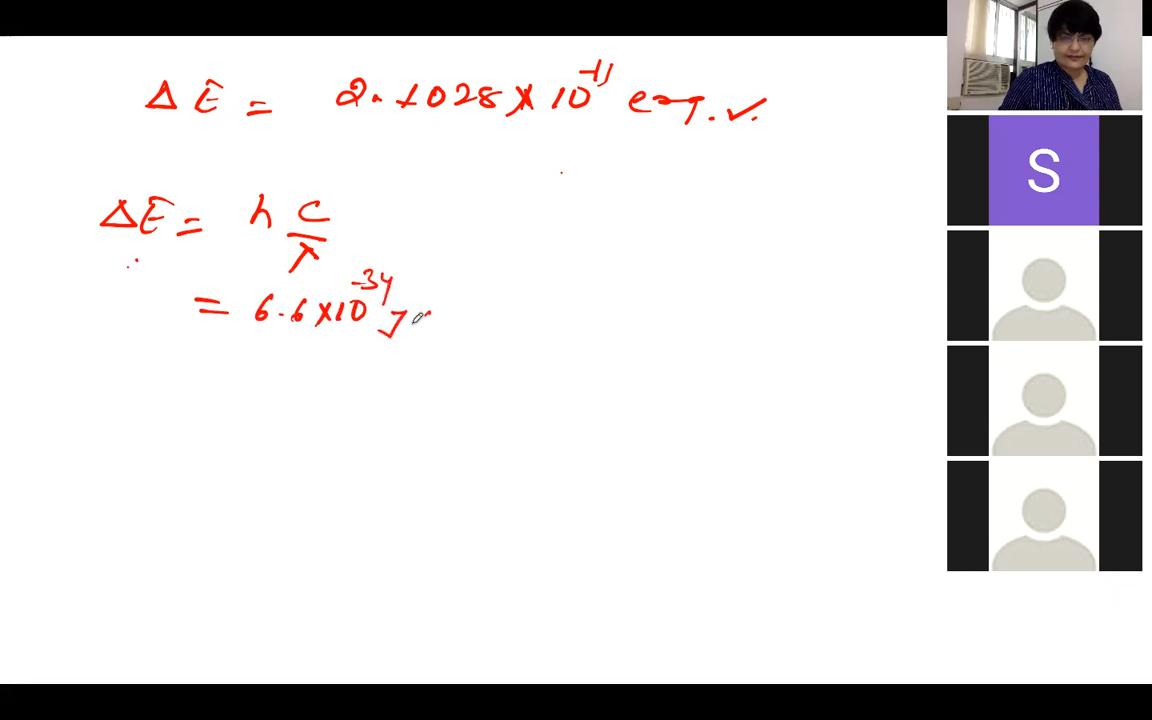 ΔE = 2.1028 × 10⁻¹¹ erg.
S
ΔE = h c/λ
= 6.6×10⁻³⁴ J